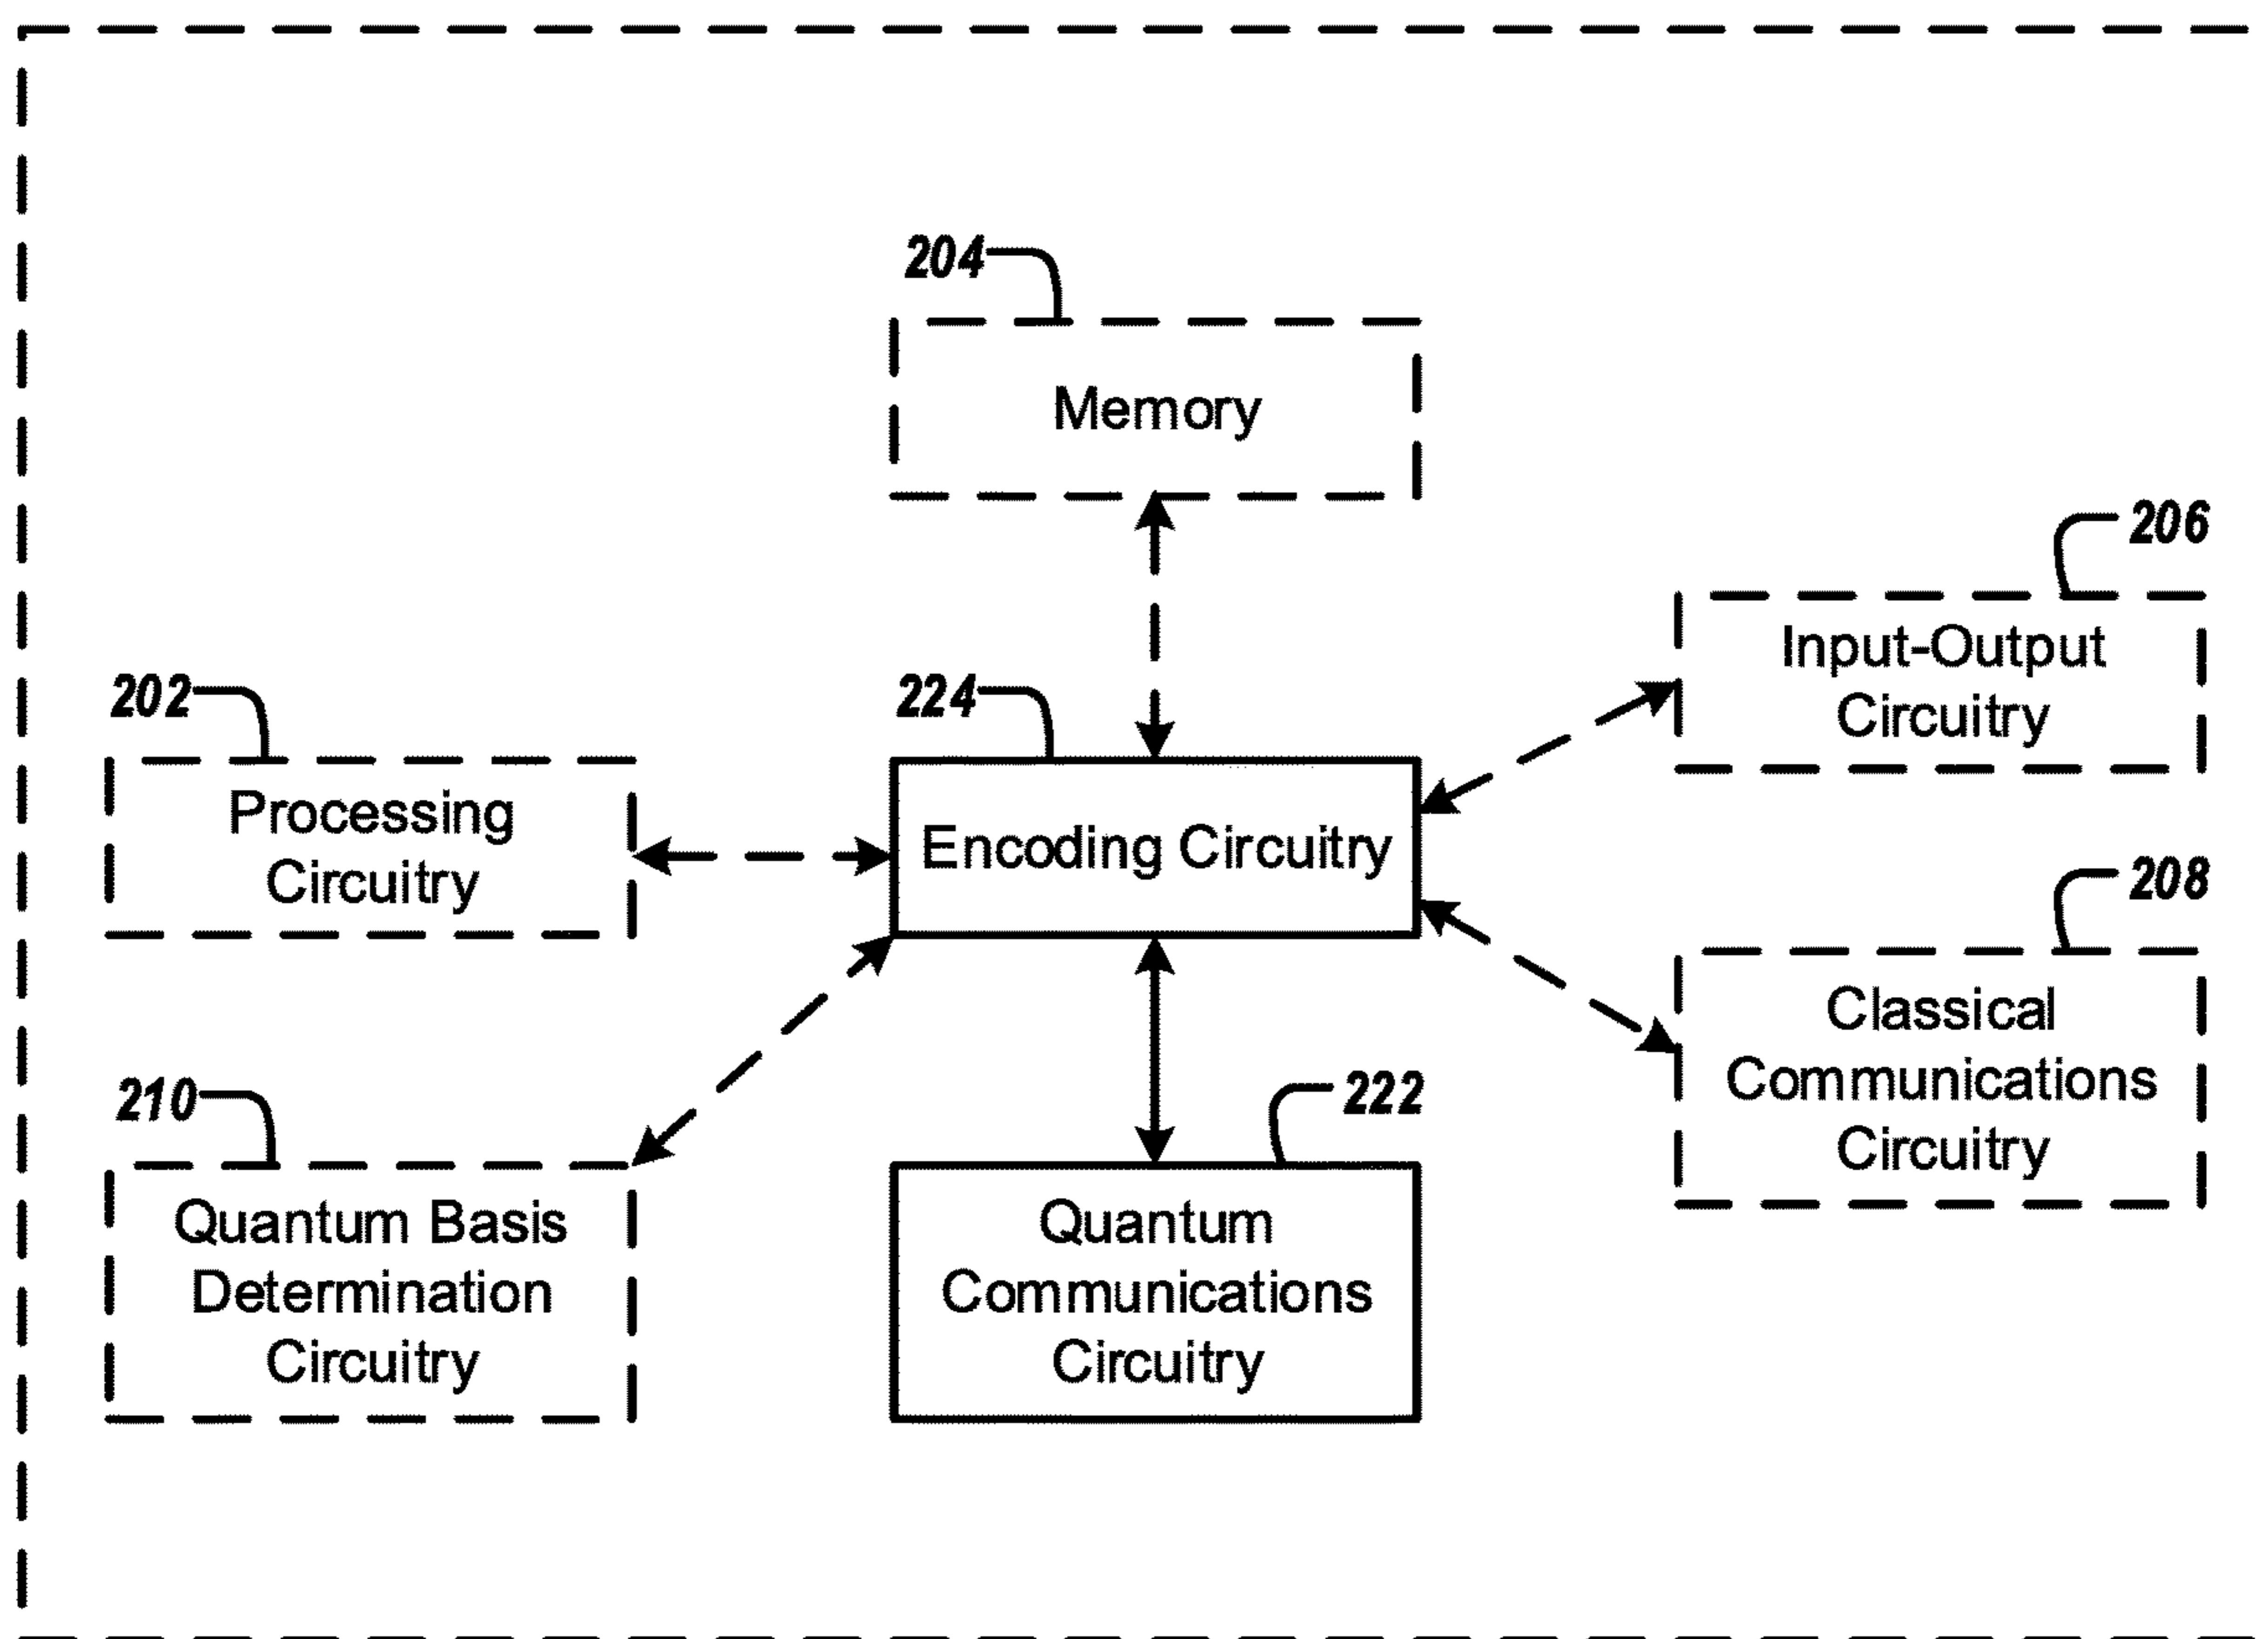 204
Memory
206
Input-Output
Circuitry
202
Processing
Circuitry
224
Encoding Circuitry
208
Classical
Communications
Circuitry
210
Quantum Basis
Determination
Circuitry
222
Quantum
Communications
Circuitry